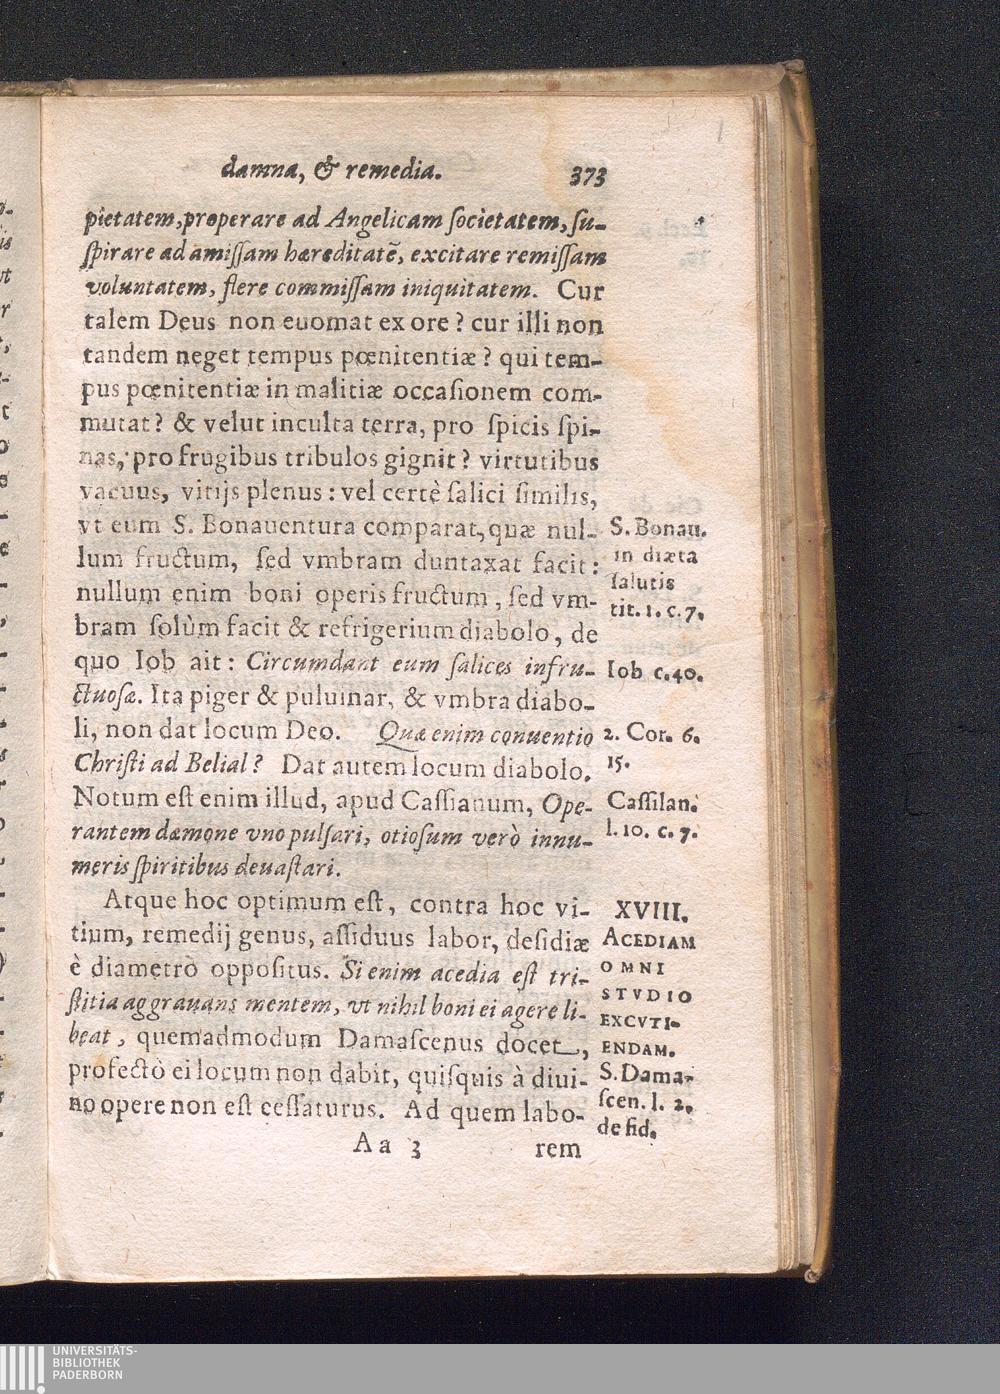 damna, & remedia. 373
pietatem, properare ad Angelicam ſocietatem, ſu-
ſpirare ad amiſſam hæreditatẽ, excitare remiſſam
voluntatem, flere commiſſam iniquitatem. Cur
talem Deus non euomat ex ore? cur illi non
tandem neget tempus pœnitentiæ? qui tem-
pus pœnitentiæ in malitiæ occaſionem com-
mutat? & velut inculta terra, pro ſpicis ſpi-
nas, pro frugibus tribulos gignit? virtutibus
vacuus, vitijs plenus: vel certè ſalici ſimilis,
vt eum S. Bonauentura comparat, quæ nul-
lum fructum, ſed vmbram duntaxat facit:
nullum enim boni operis fructum, ſed vm-
bram ſolùm facit & refrigerium diabolo, de
quo Iob ait: Circumdant eum ſalices infru-
ctuoſæ. Ita piger & puluinar, & vmbra diabo-
li, non dat locum Deo. Quæ enim conuentio
Chriſti ad Belial? Dat autem locum diabolo.
Notum eſt enim illud, apud Caſſianum, Ope-
rantem dæmone vno pulſari, otioſum verò innu-
meris ſpiritibus deuaſtari.
Atque hoc optimum eſt, contra hoc vi-
tium, remedij genus, aſſiduus labor, deſidiæ
è diametro oppoſitus. Si enim acedia eſt tri-
ſtitia aggrauans mentem, vt nihil boni ei agere li-
beat, quemadmodum Damaſcenus docet,
profectò ei locum non dabit, quiſquis à diui-
no opere non eſt ceſſaturus. Ad quem labo-
Aa 3 rem
S. Bonau.
in diæta
ſalutis
tit. 1. c. 7.
Iob c. 40.
2. Cor. 6.
15.
Caſſian.
l. 10. c. 7.
XVIII.
ACEDIAM
OMNI
STVDIO
EXCVTI-
ENDAM.
S. Dama-
ſcen. l. 2.
de fid.
UNIVERSITÄTS-
BIBLIOTHEK
PADERBORN